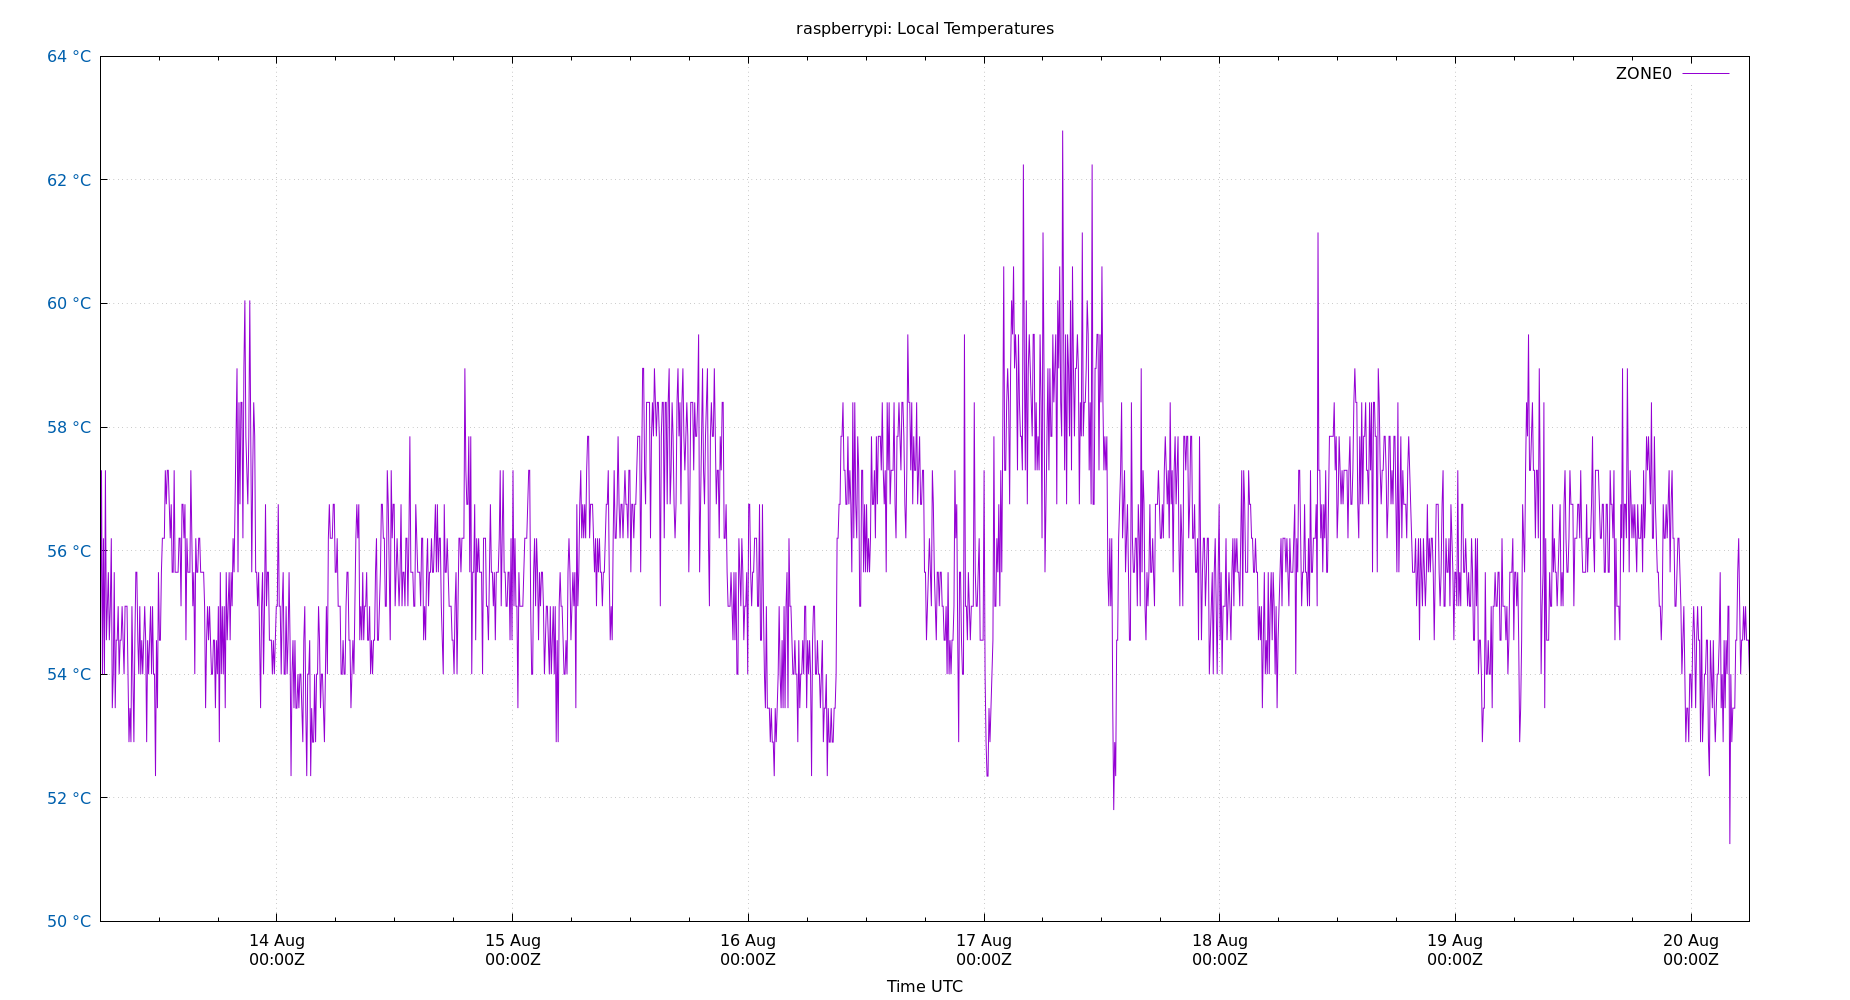 raspberrypi: Local Temperatures
64 °C
ZONE0
62 °C
60 °C
58 °C
56 °C
54 °C
52 °C
50 °C
14 Aug 15 Aug 16 Aug 17 Aug 18 Aug 19 Aug 20 Aug
00:00Z 00:00Z 00:00Z 00:00Z 00:00Z 00:00Z 00:00Z
Time UTC